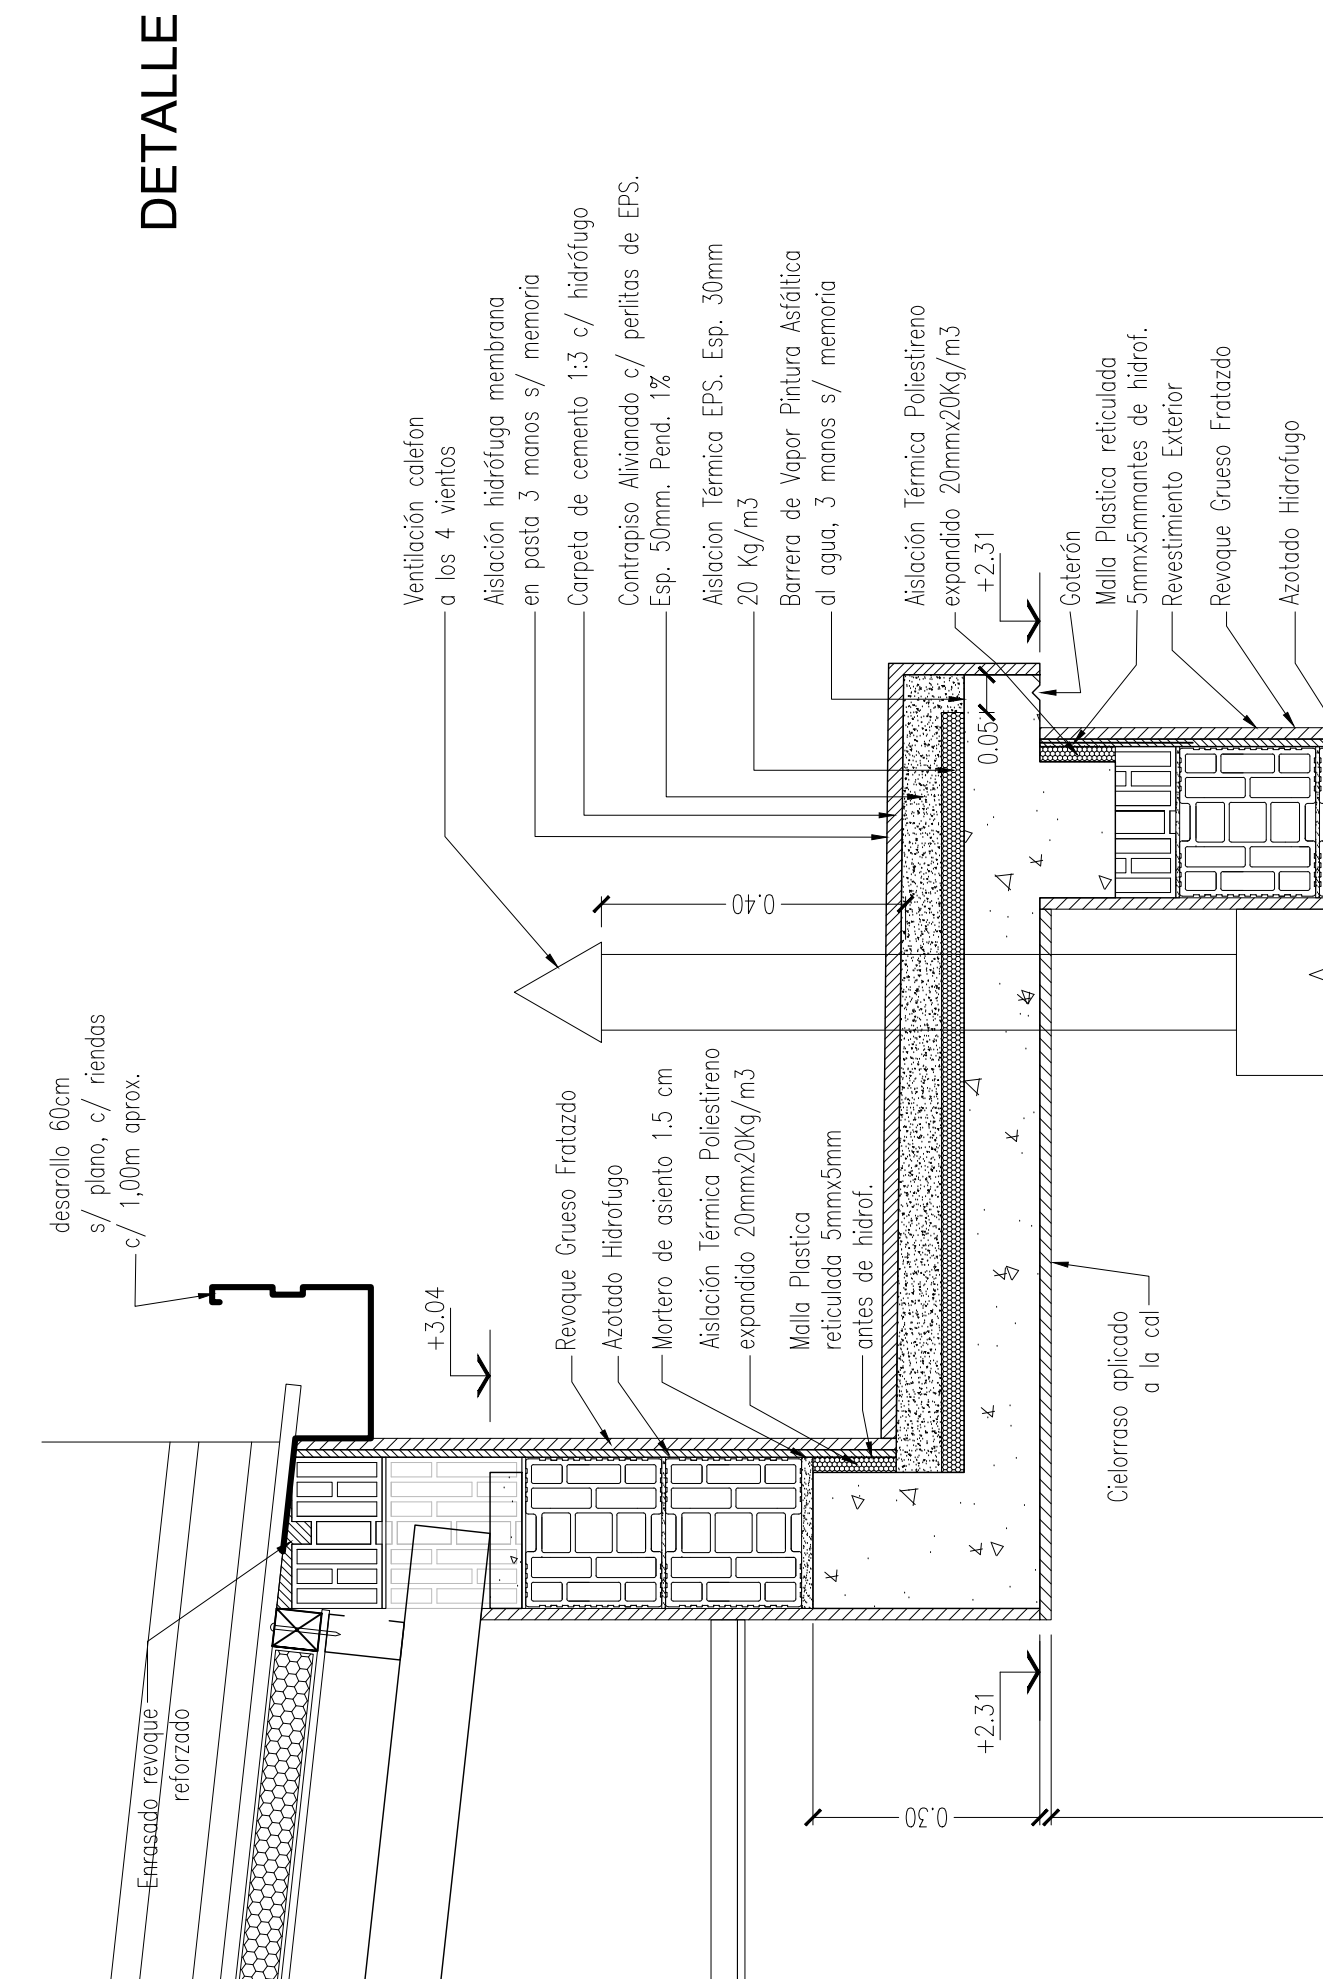 DETALLE
desarollo 60cm
s/ plano, c/ riendas
c/ 1,00m aprox.
Ventilación calefon
a los 4 vientos
Aislación hidrófuga membrana
en pasta 3 manos s/ memoria
Carpeta de cemento 1:3 c/ hidrófugo
Contrapiso Alivianado c/ perlitas de EPS.
Esp. 50mm. Pend. 1%
Aislacion Térmica EPS. Esp. 30mm
20 Kg/m3
Barrera de Vapor Pintura Asfáltica
al agua, 3 manos s/ memoria
Aislación Térmica Poliestireno
expandido 20mmx20Kg/m3
+2.31
Goterón
Malla Plastica reticulada
5mmx5mmantes de hidrof.
Revestimiento Exterior
Revoque Grueso Fratazdo
Azotado Hidrofugo
0.05
0.40
+3.04
Revoque Grueso Fratazdo
Azotado Hidrofugo
Mortero de asiento 1.5 cm
Aislación Térmica Poliestireno
expandido 20mmx20Kg/m3
Malla Plastica
reticulada 5mmx5mm
antes de hidrof.
Cielorraso aplicado
a la cal
Enrasado revoque
reforzado
+2.31
0.30